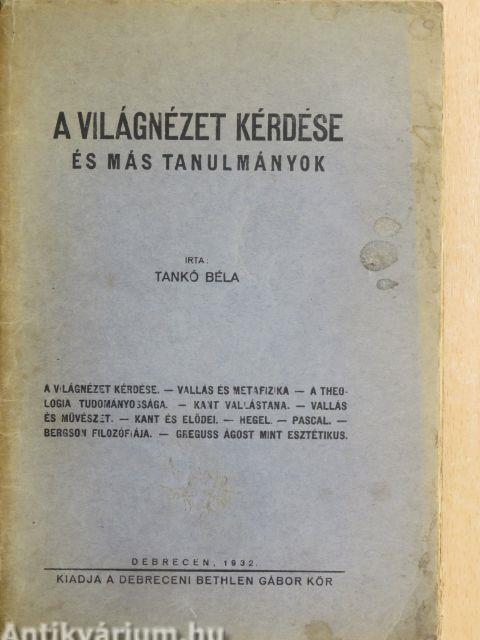 A VILÁGNÉZET KÉRDÉSE
ÉS MÁS TANULMÁNYOK
IRTA:
TANKÓ BÉLA
A VILÁGNÉZET KÉRDÉSE. — VALLÁS ÉS METAFIZIKA — A THEO-
LOGIA TUDOMÁNYOSSÁGA. — KANT VALLÁSTANA. — VALLÁS
ÉS MŰVÉSZET. — KANT ÉS ELŐDEI. — HEGEL. — PASCAL. —
BERGSON FILOZÓFIÁJA. — GREGUSS ÁGOST MINT ESZTÉTIKUS.
DEBRECEN, 1932.
KIADJA A DEBRECENI BETHLEN GÁBOR KÖR
Antikvárium.hu